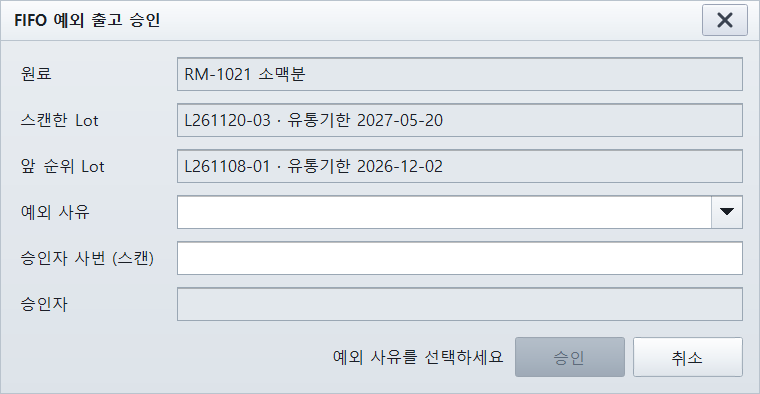 FIFO 예외 출고 승인
원료 RM-1021 소맥분
스캔한 Lot L261120-03 · 유통기한 2027-05-20
앞 순위 Lot L261108-01 · 유통기한 2026-12-02
예외 사유
승인자 사번 (스캔)
승인자
예외 사유를 선택하세요 승인 취소